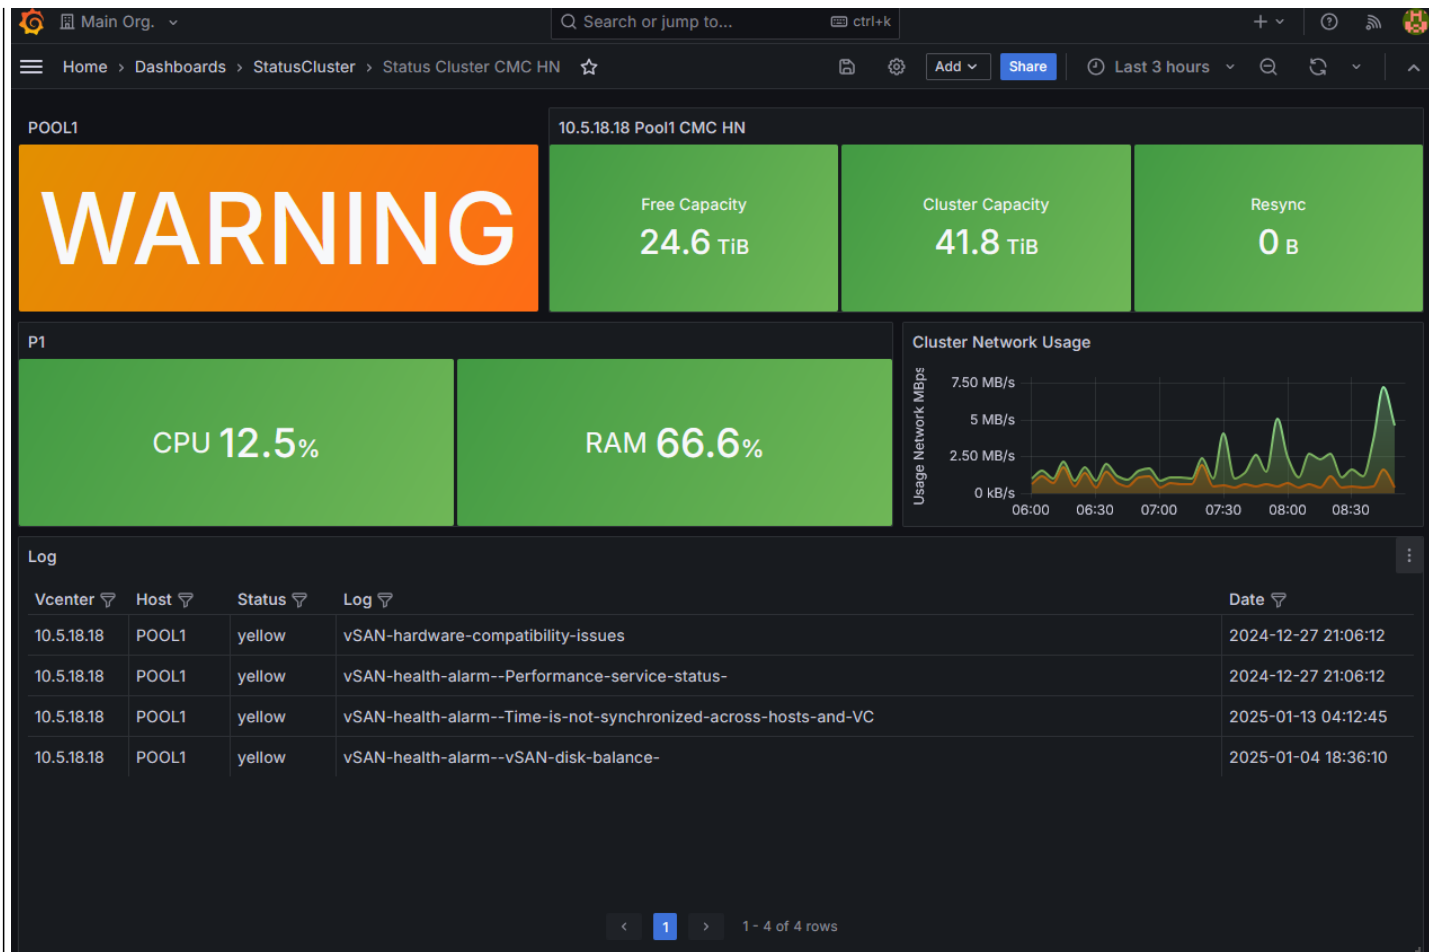 Main Org.
Search or jump to...
ctrl+k
Home › Dashboards › StatusCluster › Status Cluster CMC HN
Add
Share
Last 3 hours
POOL1
WARNING
10.5.18.18 Pool1 CMC HN
Free Capacity
24.6 TiB
Cluster Capacity
41.8 TiB
Resync
0 B
P1
CPU 12.5%
RAM 66.6%
Cluster Network Usage
Usage Network MBps
7.50 MB/s
5 MB/s
2.50 MB/s
0 kB/s
06:00 06:30 07:00 07:30 08:00 08:30
Log
Vcenter Host Status Log Date
10.5.18.18 POOL1 yellow vSAN-hardware-compatibility-issues 2024-12-27 21:06:12
10.5.18.18 POOL1 yellow vSAN-health-alarm--Performance-service-status- 2024-12-27 21:06:12
10.5.18.18 POOL1 yellow vSAN-health-alarm--Time-is-not-synchronized-across-hosts-and-VC 2025-01-13 04:12:45
10.5.18.18 POOL1 yellow vSAN-health-alarm--vSAN-disk-balance- 2025-01-04 18:36:10
‹ 1 › 1 - 4 of 4 rows